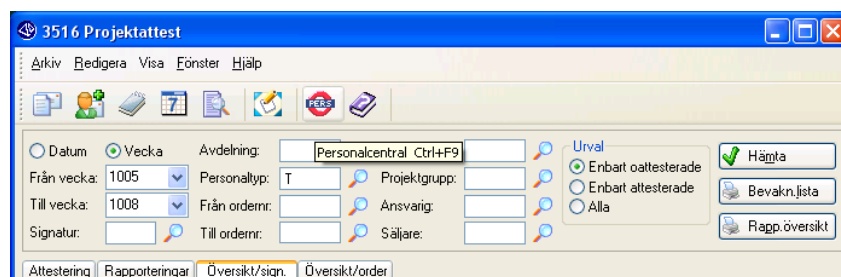 3516 Projektattest
Arkiv Redigera Visa Fönster Hjälp
7 PERS ?
Datum Vecka Avdelning: Personalcentral Ctrl+F9 Urval
Från vecka: 1005 Personaltyp: T Projektgrupp: Enbart oattesterade Hämta
Till vecka: 1008 Från ordernr: Ansvarig: Enbart attesterade Bevakn.lista
Signatur: Till ordernr: Säljare: Alla Rapp.översikt
Attestering Rapporteringar Översikt/sign. Översikt/order